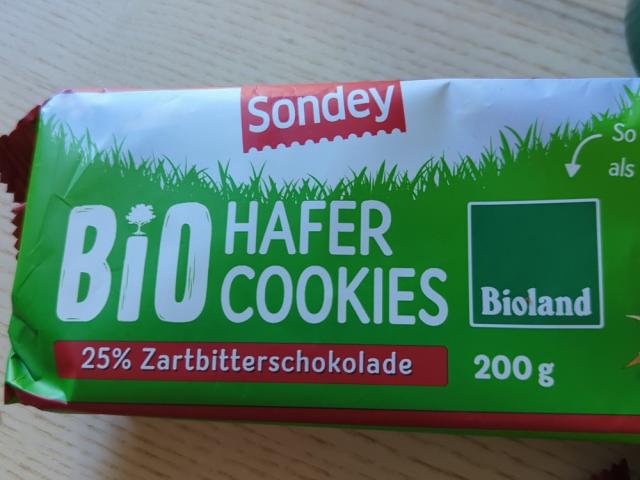 Sondey
So
als
BiO HAFER
COOKIES
Bioland
25% Zartbitterschokolade
200 g